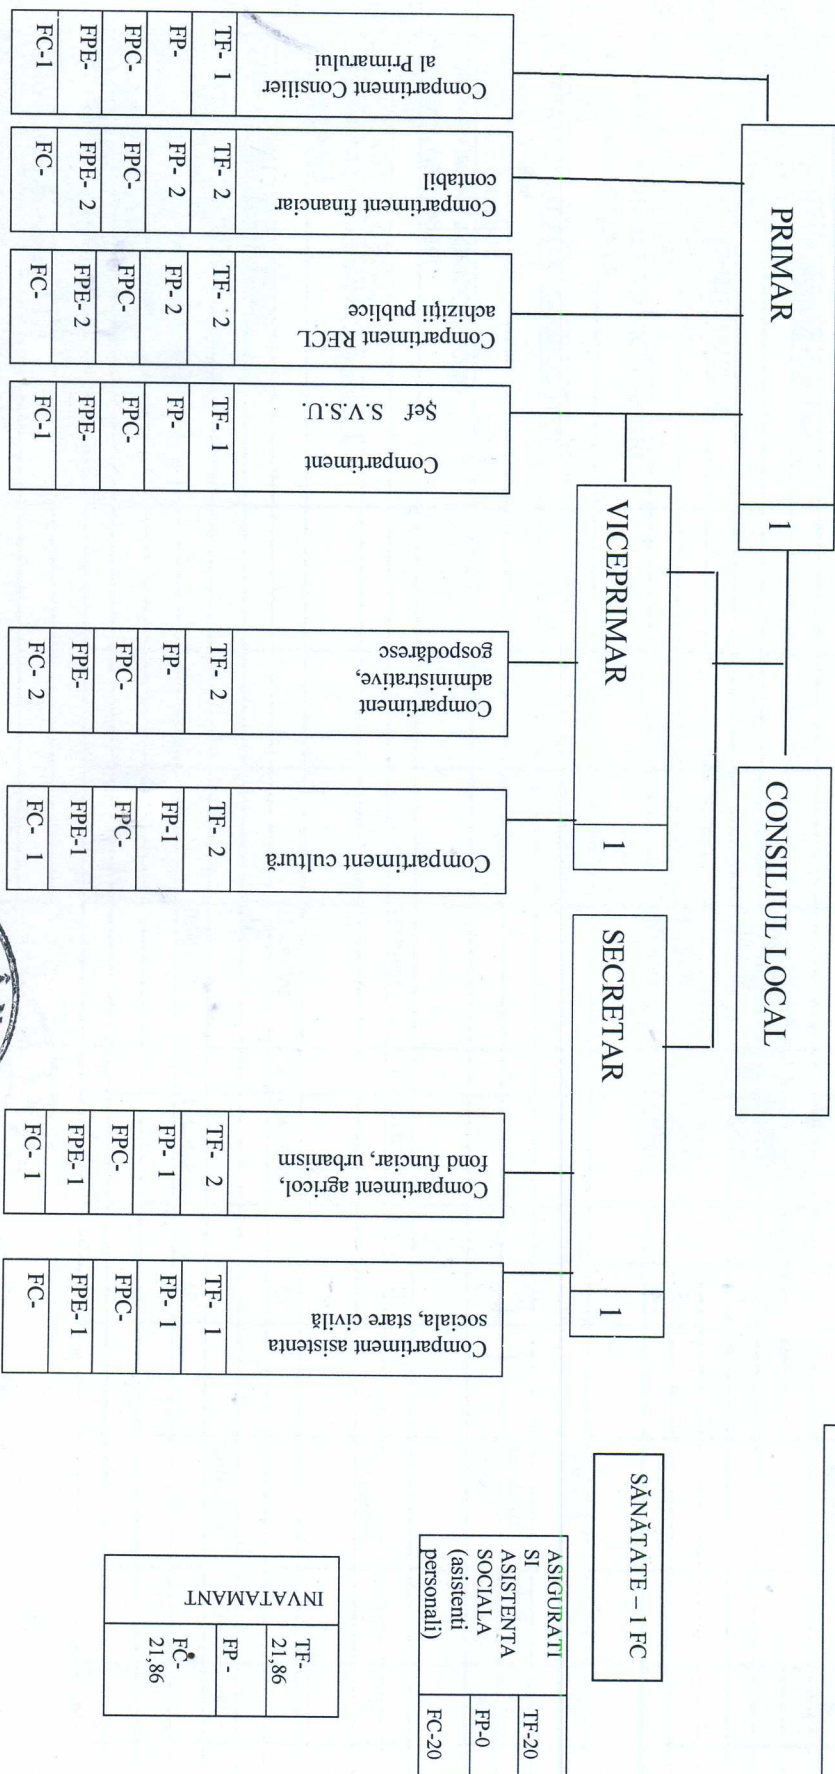 CONSILIUL LOCAL
PRIMAR
1
VICEPRIMAR
1
SECRETAR
1
Compartiment Consilier
al Primarului
TF- 1
FP-
FPC-
FPE-
FC-1
Compartiment financiar
contabil
TF- 2
FP- 2
FPC-
FPE- 2
FC-
Compartiment RECL
achiziții publice
TF- 2
FP- 2
FPC-
FPE- 2
FC-
Compartiment
Șef S.V.S.U.
TF- 1
FP-
FPC-
FPE-
FC-1
Compartiment
administrative,
gospodăresc
TF- 2
FP-
FPC-
FPE-
FC- 2
Compartiment cultură
TF- 2
FP-1
FPC-
FPE-1
FC- 1
Compartiment agricol,
fond funciar, urbanism
TF- 2
FP- 1
FPC-
FPE- 1
FC- 1
Compartiment asistenta
sociala, stare civilă
TF- 1
FP- 1
FPC-
FPE- 1
FC-
SĂNĂTATE – 1 FC
ASIGURATI
SI
ASISTENTA
SOCIALA
(asistenti
personali)
TF-20
FP-0
FC-20
INVATAMANT
TF-
21,86
FP -
FC-
21,86